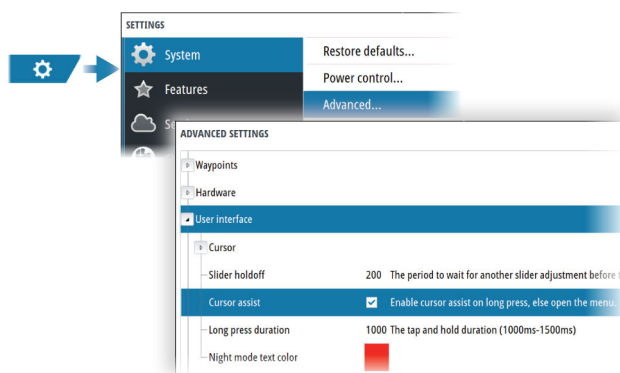 SETTINGS
System
Restore defaults...
Power control...
Features
Advanced...
ADVANCED SETTINGS
Waypoints
Hardware
User interface
Cursor
Slider holdoff 200 The period to wait for another slider adjustment before
Cursor assist Enable cursor assist on long press, else open the menu.
Long press duration 1000 The tap and hold duration (1000ms-1500ms)
Night mode text color